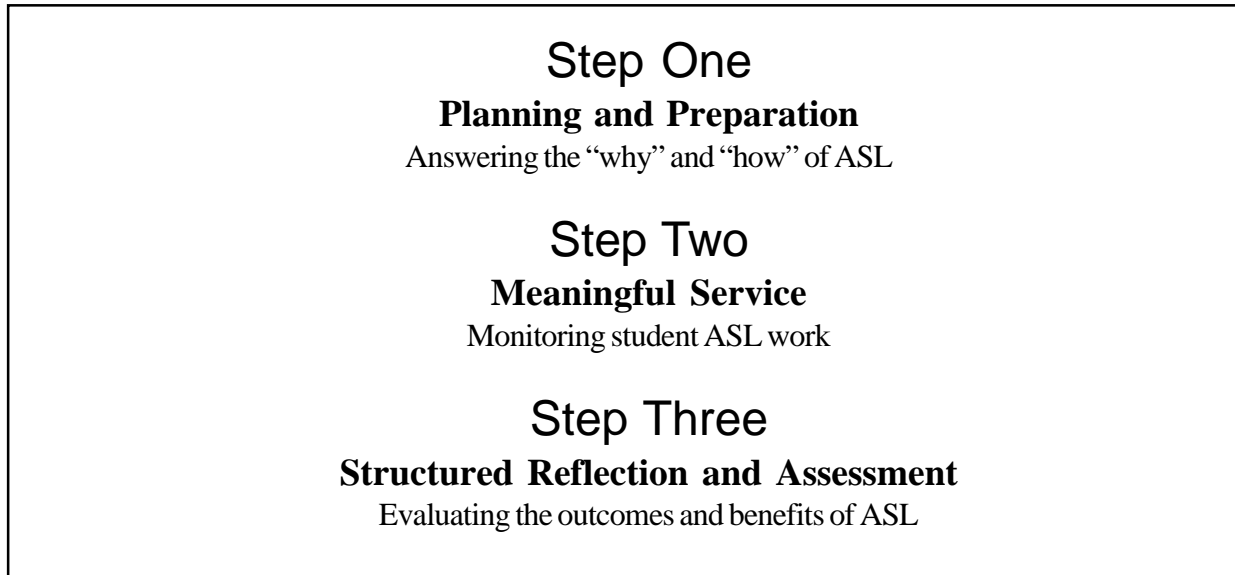 Step One
Planning and Preparation
Answering the “why” and “how” of ASL
Step Two
Meaningful Service
Monitoring student ASL work
Step Three
Structured Reflection and Assessment
Evaluating the outcomes and benefits of ASL